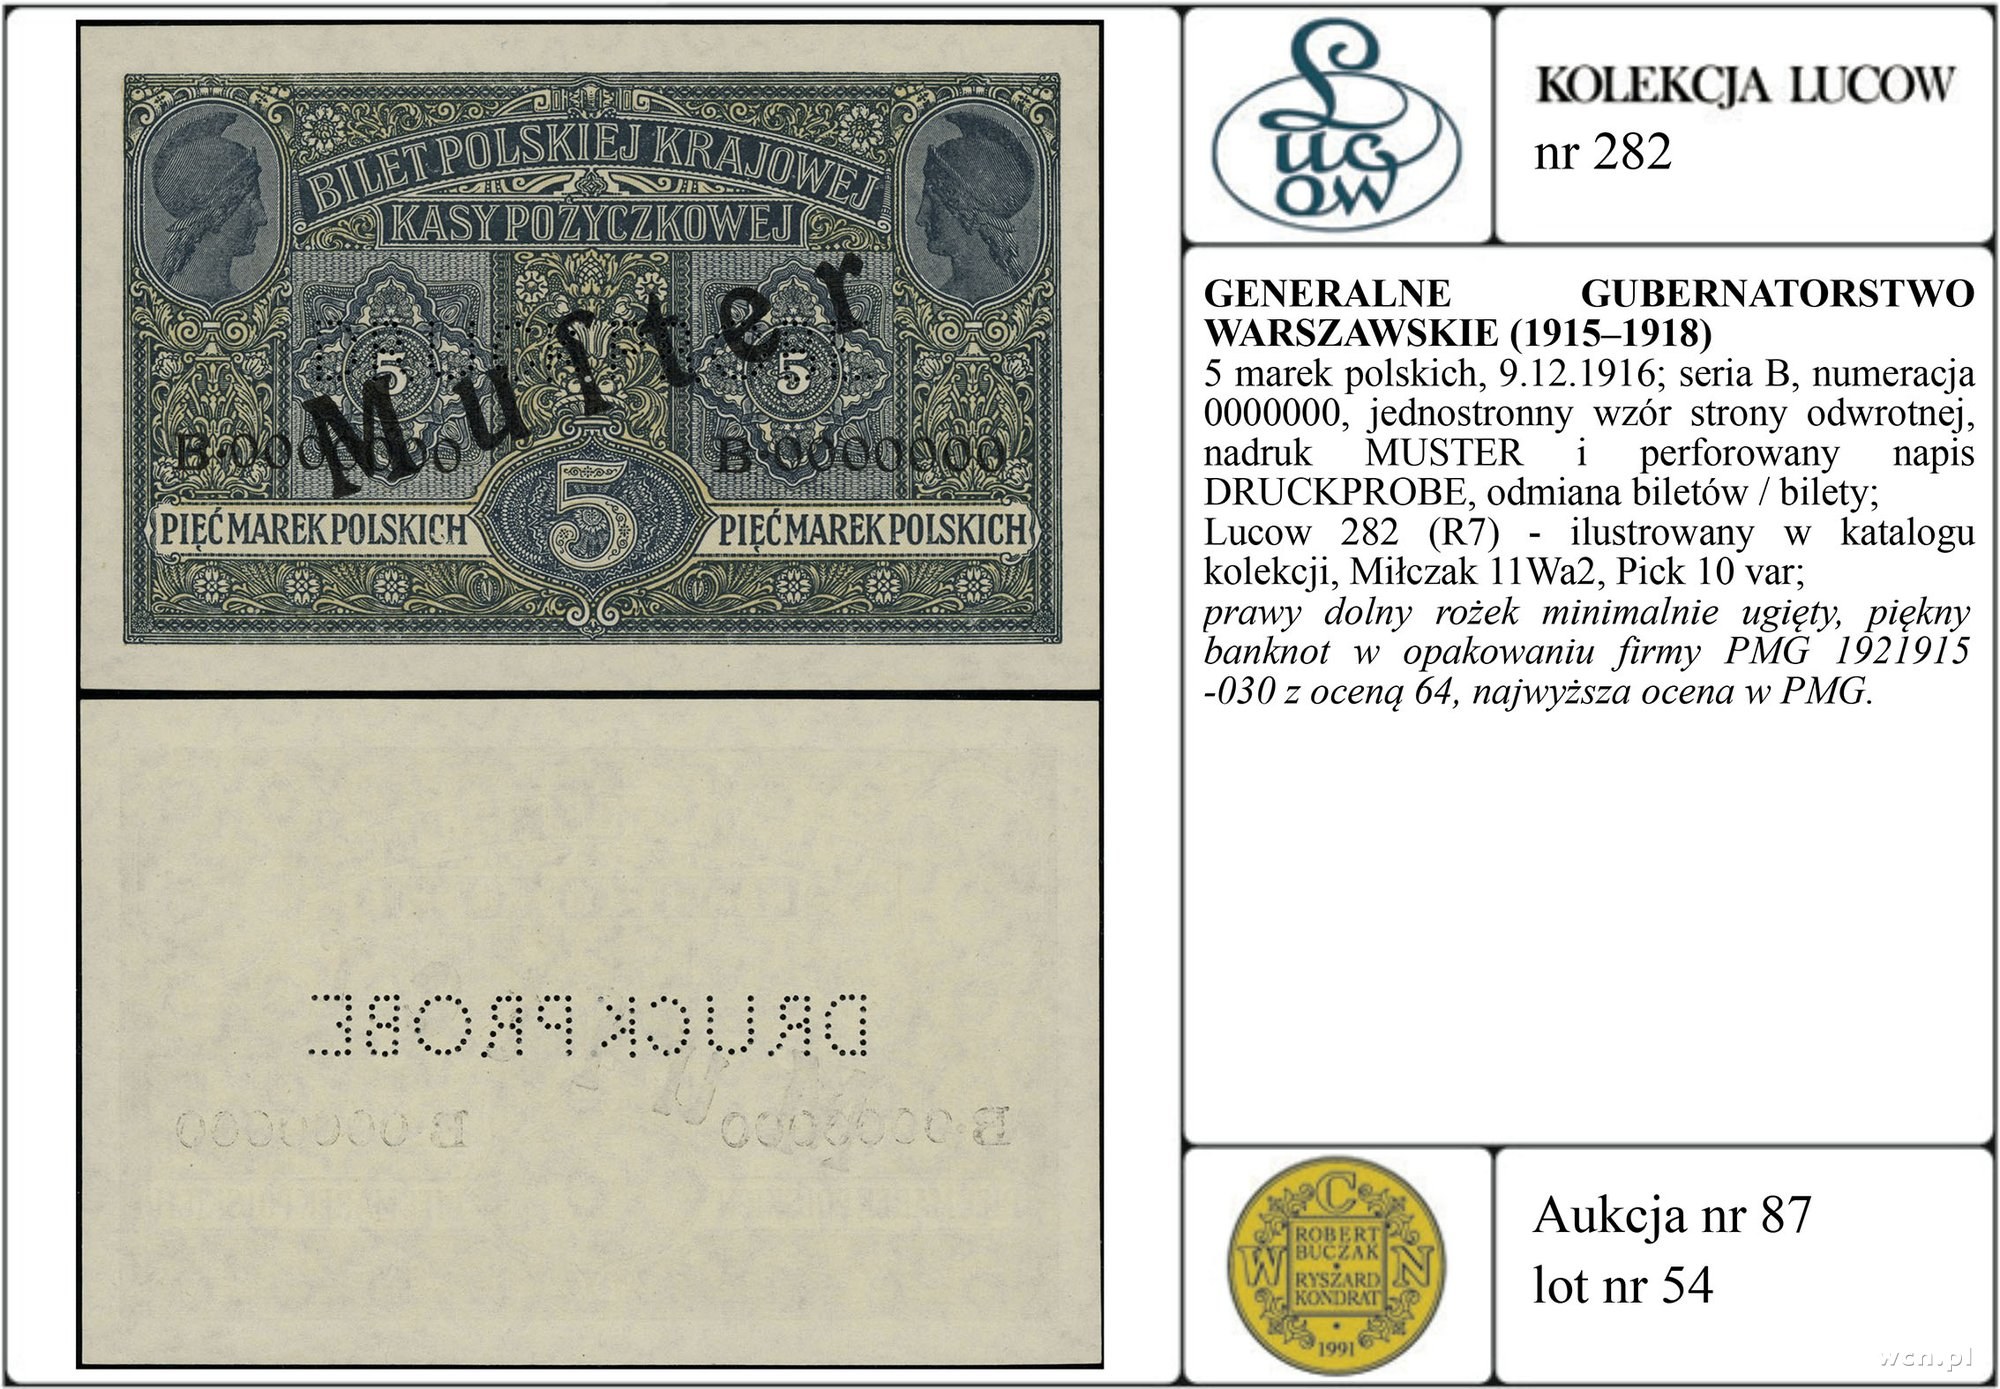 BILET POLSKIEJ KRAJOWEJ
KASY POŻYCZKOWEJ
DRUCKPROBE
5
5
Muſter
B·0000000
B·0000000
5
PIĘĆ MAREK POLSKICH
PIĘĆ MAREK POLSKICH
DRUCKPROBE
B·0000000
B·0000000
Lucow
KOLEKCJA LUCOW
nr 282
GENERALNE GUBERNATORSTWO
WARSZAWSKIE (1915–1918)
5 marek polskich, 9.12.1916; seria B, numeracja
0000000, jednostronny wzór strony odwrotnej,
nadruk MUSTER i perforowany napis
DRUCKPROBE, odmiana biletów / bilety;
Lucow 282 (R7) - ilustrowany w katalogu
kolekcji, Miłczak 11Wa2, Pick 10 var;
prawy dolny rożek minimalnie ugięty, piękny
banknot w opakowaniu firmy PMG 1921915
-030 z oceną 64, najwyższa ocena w PMG.
C
W
N
ROBERT
BUCZAK
RYSZARD
KONDRAT
1991
Aukcja nr 87
lot nr 54
wcn.pl